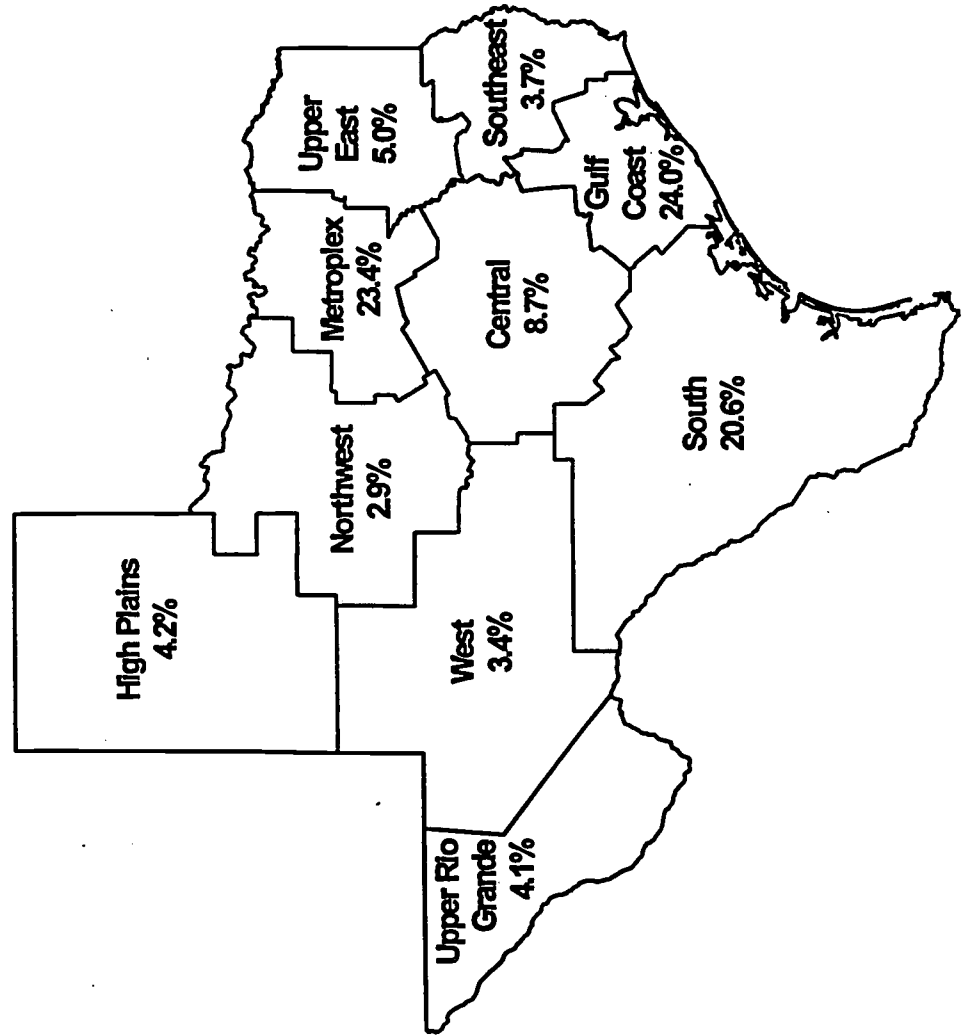 High Plains
4.2%
Northwest
2.9%
Metroplex
23.4%
Upper
East
5.0%
Southeast
3.7%
Gulf
Coast
24.0%
Central
8.7%
South
20.6%
West
3.4%
Upper Rio
Grande
4.1%